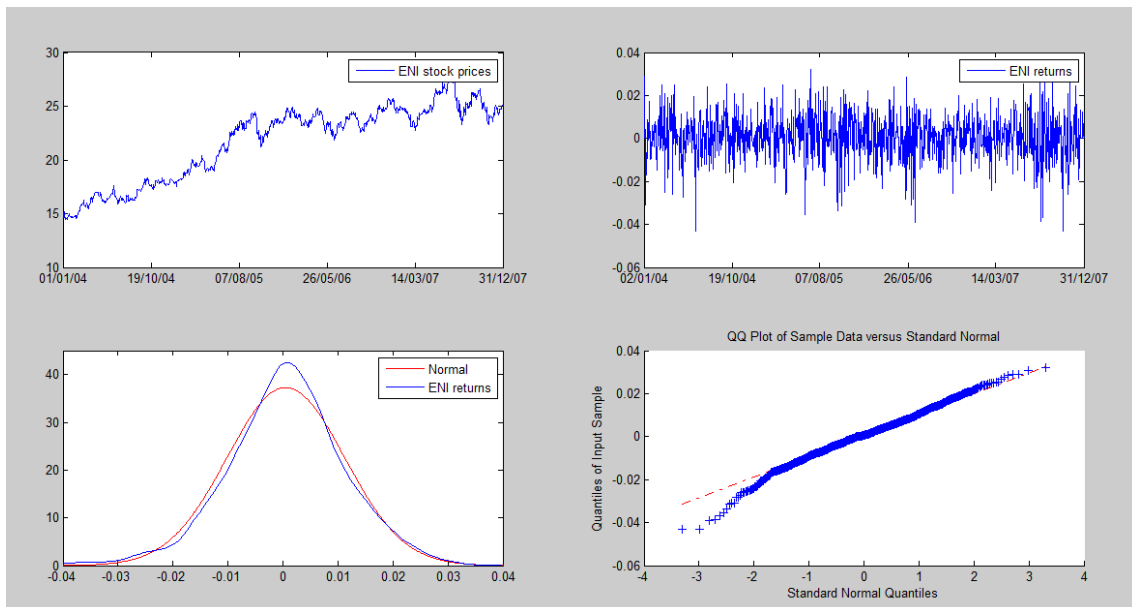 30
25
20
15
10
ENI stock prices
01/01/04 19/10/04 07/08/05 26/05/06 14/03/07 31/12/07
0.04
0.02
0
-0.02
-0.04
-0.06
ENI returns
02/01/04 19/10/04 07/08/05 26/05/06 14/03/07 31/12/07
40
30
20
10
0
Normal
ENI returns
-0.04 -0.03 -0.02 -0.01 0 0.01 0.02 0.03 0.04
QQ Plot of Sample Data versus Standard Normal
Quantiles of Input Sample
0.04
0.02
0
-0.02
-0.04
-0.06
-4 -3 -2 -1 0 1 2 3 4
Standard Normal Quantiles